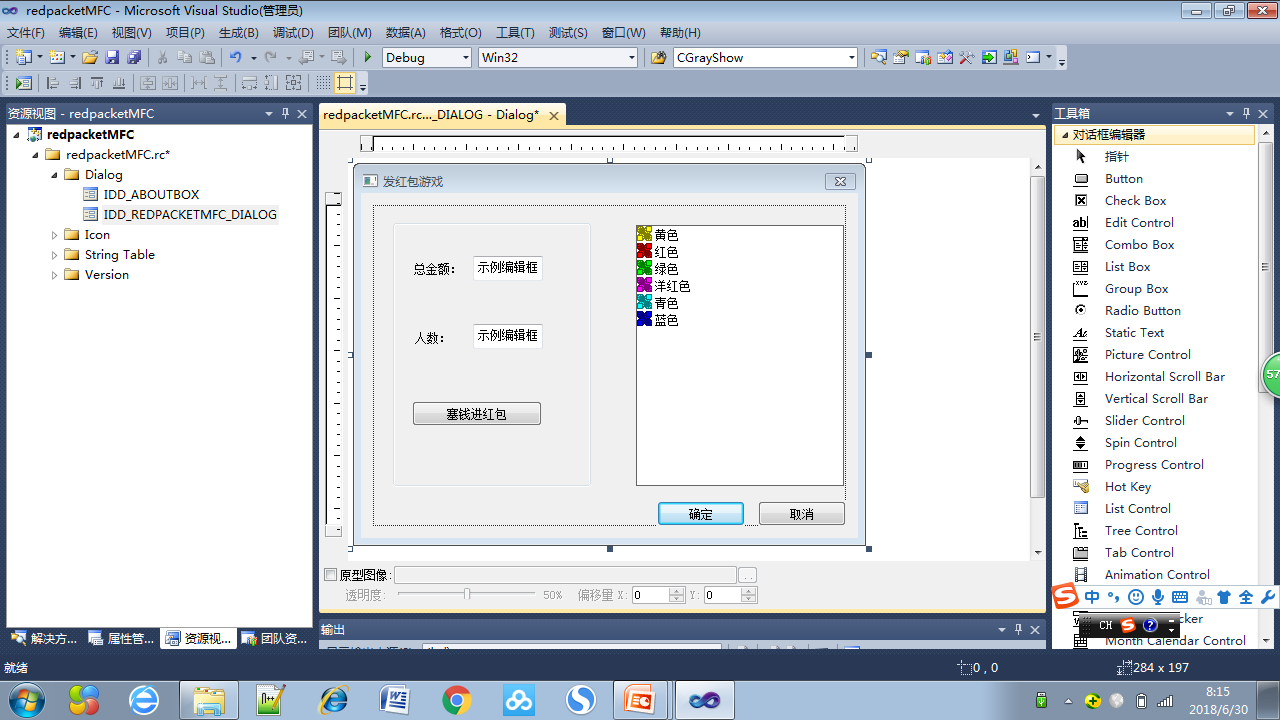 redpacketMFC - Microsoft Visual Studio(管理员)
文件(F) 编辑(E) 视图(V) 项目(P) 生成(B) 调试(D) 团队(M) 数据(A) 格式(O) 工具(T) 测试(S) 窗口(W) 帮助(H)
Debug Win32 CGrayShow
资源视图 - redpacketMFC
redpacketMFC
redpacketMFC.rc*
Dialog
IDD_ABOUTBOX
IDD_REDPACKETMFC_DIALOG
Icon
String Table
Version
解决方... 属性管... 资源视... 团队资...
redpacketMFC.rc..._DIALOG - Dialog*
发红包游戏
总金额： 示例编辑框
人数： 示例编辑框
塞钱进红包
黄色
红色
绿色
洋红色
青色
蓝色
确定 取消
原型图像: ..
透明度: 50% 偏移量 X: 0 Y: 0
输出
工具箱
对话框编辑器
指针
Button
Check Box
Edit Control
Combo Box
List Box
Group Box
Radio Button
Static Text
Picture Control
Horizontal Scroll Bar
Vertical Scroll Bar
Slider Control
Spin Control
Progress Control
Hot Key
List Control
Tree Control
Tab Control
Animation Control
Month Calendar Control
57
中 全
CH
就绪 0 , 0 284 x 197
8:15
2018/6/30